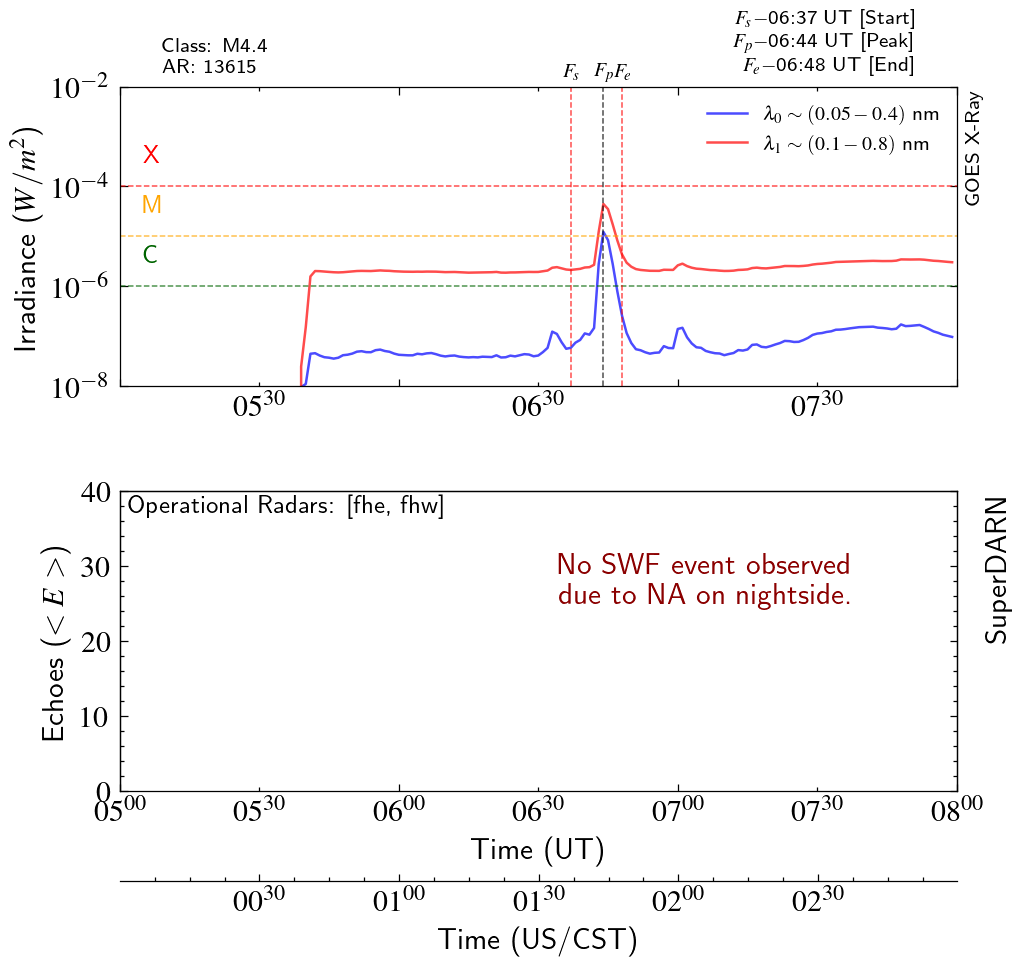 Class: M4.4
AR: 13615
F_s−06:37 UT [Start]
F_p−06:44 UT [Peak]
F_e−06:48 UT [End]
F_s F_p F_e
10^−2
10^−4
10^−6
10^−8
Irradiance (W/m^2)
X
M
C
λ_0 ∼ (0.05 − 0.4) nm
λ_1 ∼ (0.1 − 0.8) nm
GOES X-Ray
05^30 06^30 07^30
Operational Radars: [fhe, fhw]
No SWF event observed
due to NA on nightside.
40
30
20
10
0
Echoes (< E >)
SuperDARN
05^00 05^30 06^00 06^30 07^00 07^30 08^00
Time (UT)
00^30 01^00 01^30 02^00 02^30
Time (US/CST)